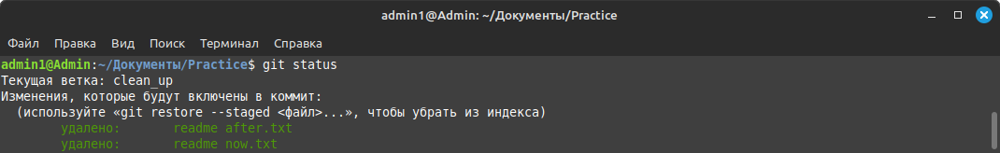 admin1@Admin: ~/Документы/Practice
Файл Правка Вид Поиск Терминал Справка
admin1@Admin:~/Документы/Practice$ git status
Текущая ветка: clean_up
Изменения, которые будут включены в коммит:
(используйте «git restore --staged <файл>...», чтобы убрать из индекса)
удалено: readme after.txt
удалено: readme now.txt